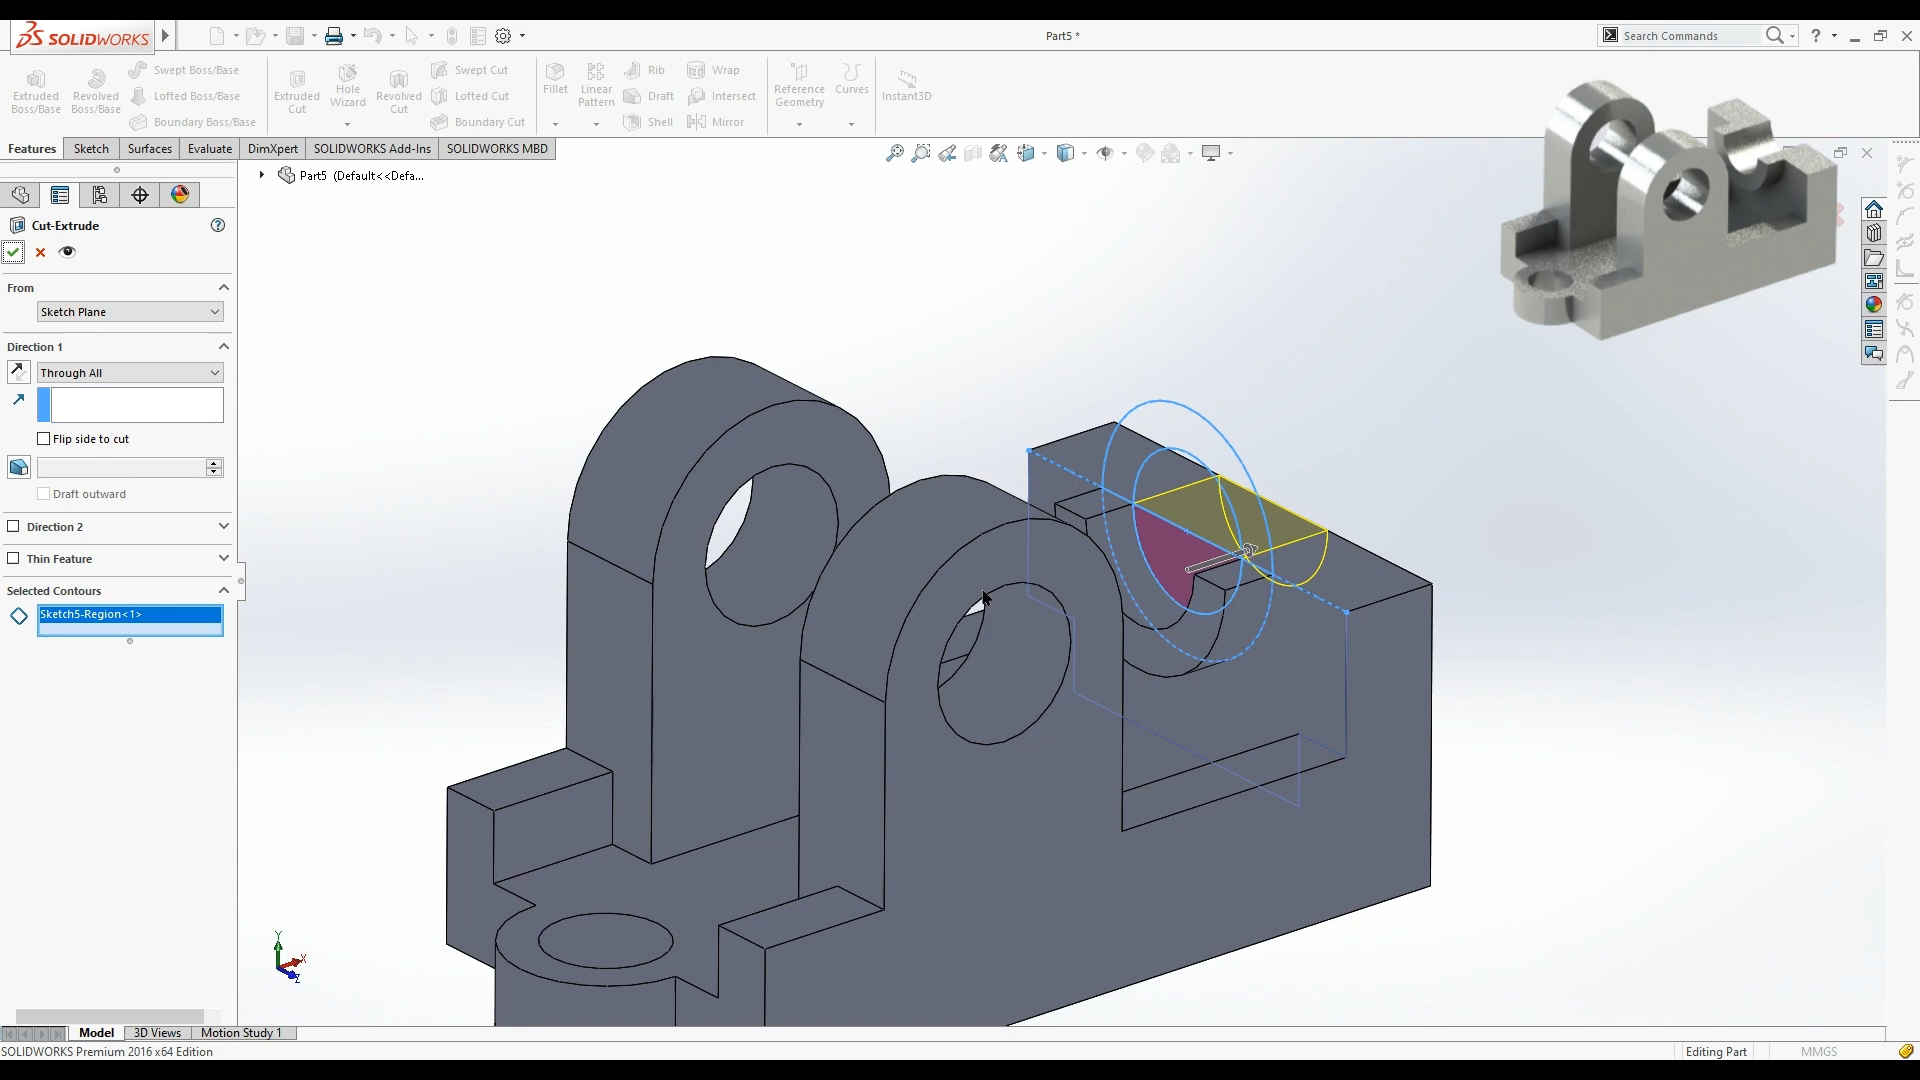 SOLIDWORKS
Part5 *
Search Commands
?
Extruded Boss/Base
Revolved Boss/Base
Swept Boss/Base
Lofted Boss/Base
Boundary Boss/Base
Extruded Cut
Hole Wizard
Revolved Cut
Swept Cut
Lofted Cut
Boundary Cut
Fillet
Linear Pattern
Rib
Draft
Shell
Wrap
Intersect
Mirror
Reference Geometry
Curves
Instant3D
Features
Sketch
Surfaces
Evaluate
DimXpert
SOLIDWORKS Add-Ins
SOLIDWORKS MBD
Part5 (Default<<Defa...
Cut-Extrude
?
From
Sketch Plane
Direction 1
Through All
Flip side to cut
Draft outward
Direction 2
Thin Feature
Selected Contours
Sketch5-Region<1>
Y
X
Z
Model
3D Views
Motion Study 1
SOLIDWORKS Premium 2016 x64 Edition
Editing Part
MMGS